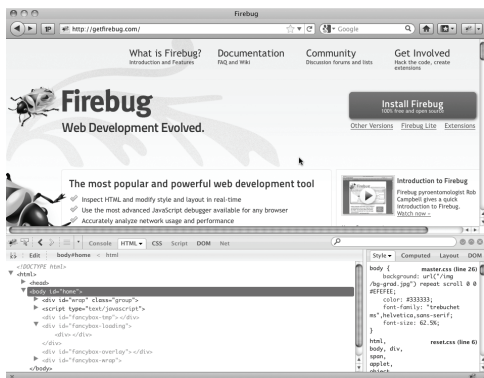 Firebug
http://getfirebug.com/
Google
What is Firebug?
Introduction and Features
Documentation
FAQ and Wiki
Community
Discussion forums and lists
Get Involved
Hack the code, create
extensions
Firebug
Web Development Evolved.
Install Firebug
100% free and open source
Other Versions Firebug Lite Extensions
The most popular and powerful web development tool
Inspect HTML and modify style and layout in real-time
Use the most advanced JavaScript debugger available for any browser
Accurately analyze network usage and performance
Introduction to Firebug
Firebug pyroentomologist Rob
Campbell gives a quick
introduction to Firebug.
Watch now »
Console HTML CSS Script DOM Net
Edit body#home < html
Style Computed Layout DOM
<!DOCTYPE html>
<html>
<head>
<body id="home">
<div id="wrap" class="group">
<script type="text/javascript">
<div id="fancybox-tmp"></div>
<div id="fancybox-loading">
<div></div>
</div>
<div id="fancybox-overlay"></div>
<div id="fancybox-wrap">
</body>
body { master.css (line 26)
background: url("/img
/bg-grad.jpg") repeat scroll 0 0
#EFEFEE;
color: #333333;
font-family: "trebuchet
ms",helvetica,sans-serif;
font-size: 62.5%;
}
html, reset.css (line 6)
body, div,
span,
applet,
object